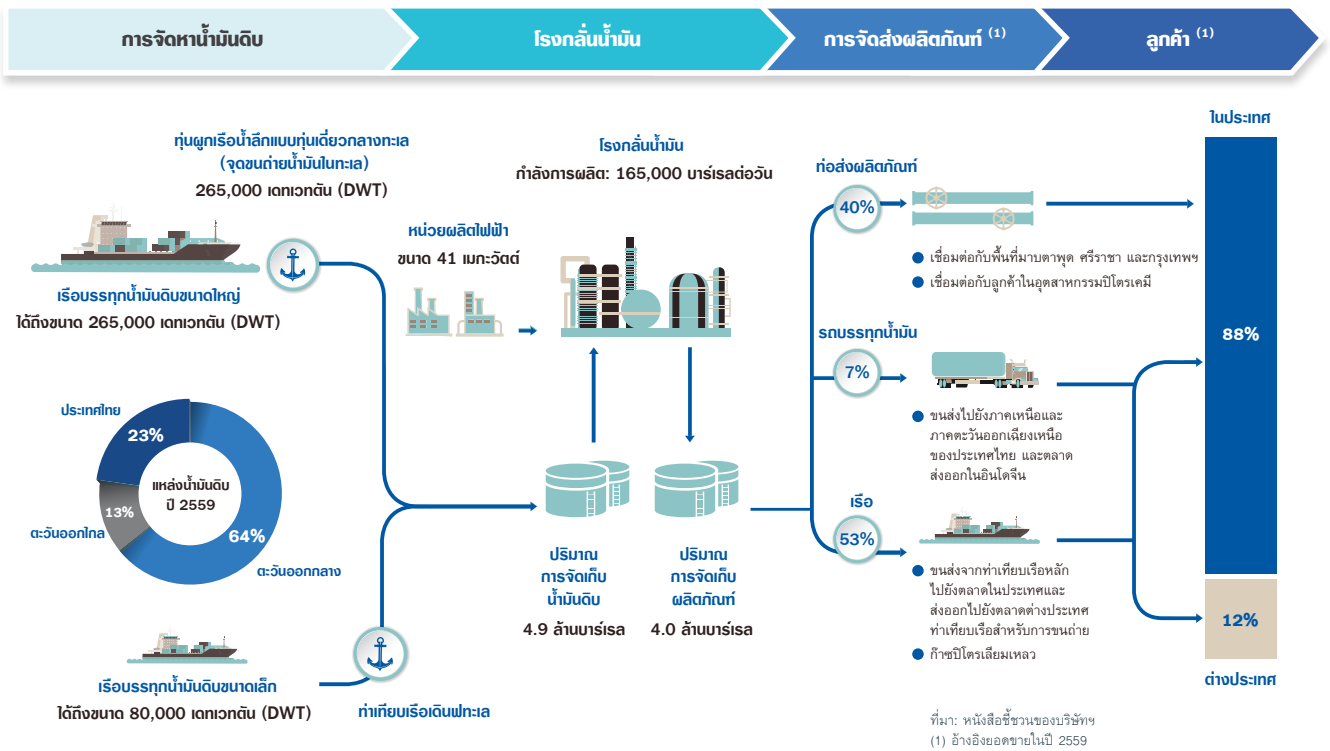 การจัดหาน้ำมันดิบ
โรงกลั่นน้ำมัน
การจัดส่งผลิตภัณฑ์ (1)
ลูกค้า (1)
ทุ่นผูกเรือน้ำลึกแบบทุ่นเดี่ยวกลางทะเล
(จุดขนถ่ายน้ำมันในทะเล)
265,000 เดทเวทตัน (DWT)
เรือบรรทุกน้ำมันดิบขนาดใหญ่
ได้ถึงขนาด 265,000 เดทเวทตัน (DWT)
ประเทศไทย
23%
แหล่งน้ำมันดิบ
ปี 2559
13%
ตะวันออกไกล
64%
ตะวันออกกลาง
เรือบรรทุกน้ำมันดิบขนาดเล็ก
ได้ถึงขนาด 80,000 เดทเวทตัน (DWT)
ท่าเทียบเรือเดินฟทะเล
หน่วยผลิตไฟฟ้า
ขนาด 41 เมกะวัตต์
โรงกลั่นน้ำมัน
กำลังการผลิต: 165,000 บาร์เรลต่อวัน
ปริมาณ
การจัดเก็บ
น้ำมันดิบ
4.9 ล้านบาร์เรล
ปริมาณ
การจัดเก็บ
ผลิตภัณฑ์
4.0 ล้านบาร์เรล
ท่อส่งผลิตภัณฑ์
40%
เชื่อมต่อกับพื้นที่มาบตาพุด ศรีราชา และกรุงเทพฯ
เชื่อมต่อกับลูกค้าในอุตสาหกรรมปิโตรเคมี
รถบรรทุกน้ำมัน
7%
ขนส่งไปยังภาคเหนือและ
ภาคตะวันออกเฉียงเหนือ
ของประเทศไทย และตลาด
ส่งออกในอินโดจีน
เรือ
53%
ขนส่งจากท่าเทียบเรือหลัก
ไปยังตลาดในประเทศและ
ส่งออกไปยังตลาดต่างประเทศ
ท่าเทียบเรือสำหรับการขนถ่าย
ก๊าซปิโตรเลียมเหลว
ในประเทศ
88%
12%
ต่างประเทศ
ที่มา: หนังสือชี้ชวนของบริษัทฯ
(1) อ้างอิงยอดขายในปี 2559